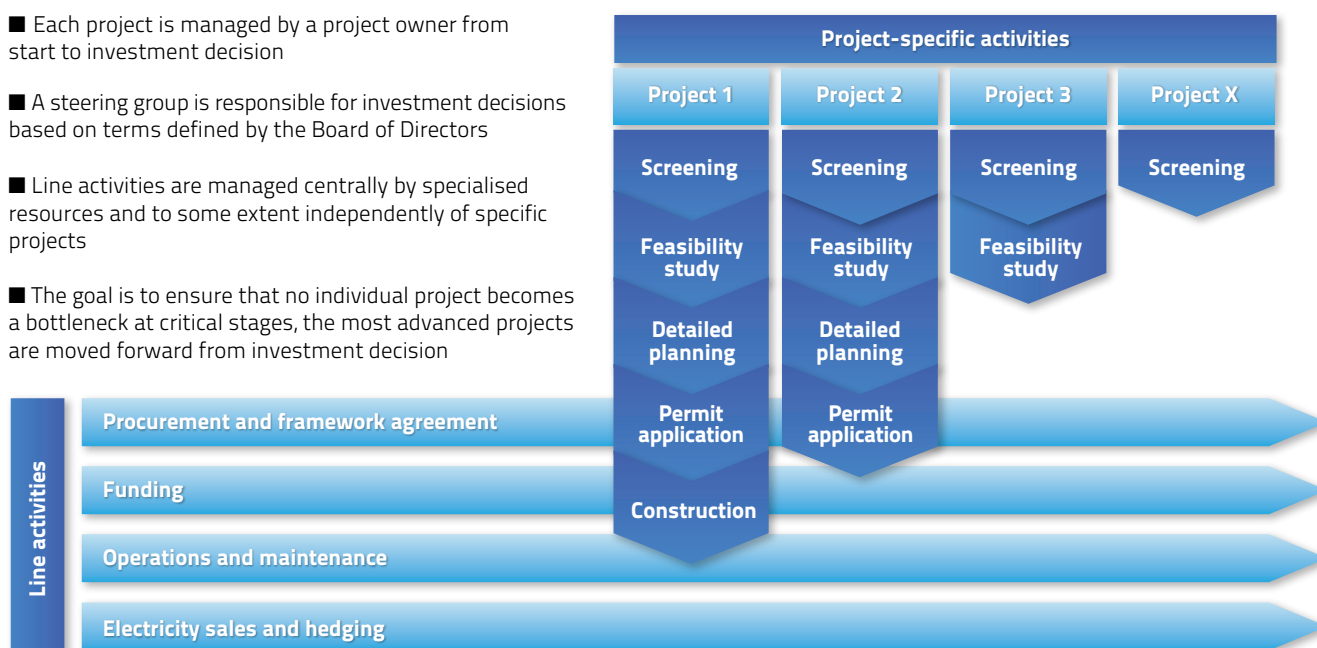 ■ Each project is managed by a project owner from
start to investment decision
■ A steering group is responsible for investment decisions
based on terms defined by the Board of Directors
■ Line activities are managed centrally by specialised
resources and to some extent independently of specific
projects
■ The goal is to ensure that no individual project becomes
a bottleneck at critical stages, the most advanced projects
are moved forward from investment decision
Project-specific activities
Project 1
Project 2
Project 3
Project X
Screening
Screening
Screening
Screening
Feasibility
study
Feasibility
study
Feasibility
study
Detailed
planning
Detailed
planning
Permit
application
Permit
application
Construction
Line activities
Procurement and framework agreement
Funding
Operations and maintenance
Electricity sales and hedging